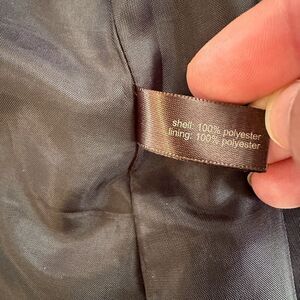 shell: 100% polyester
lining: 100% polyester